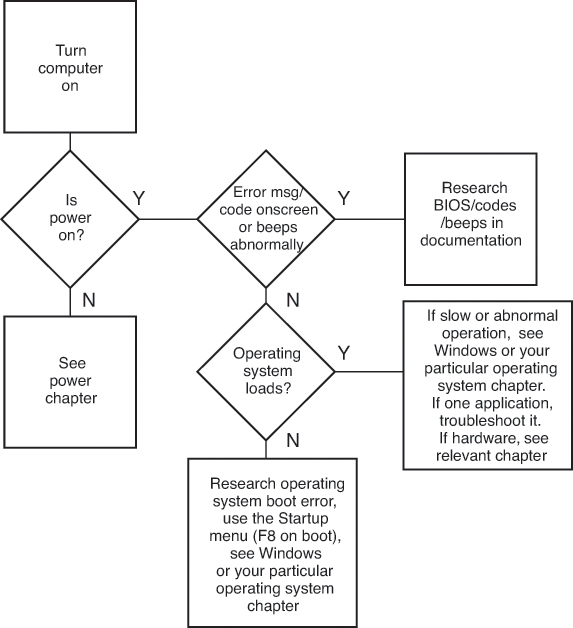 Turn
computer
on
Is
power
on?
Y
Error msg/
code onscreen
or beeps
abnormally
Y
Research
BIOS/codes
/beeps in
documentation
N
See
power
chapter
N
Operating
system
loads?
Y
If slow or abnormal
operation, see
Windows or your
particular operating
system chapter.
If one application,
troubleshoot it.
If hardware, see
relevant chapter
N
Research operating
system boot error,
use the Startup
menu (F8 on boot),
see Windows
or your particular
operating system
chapter